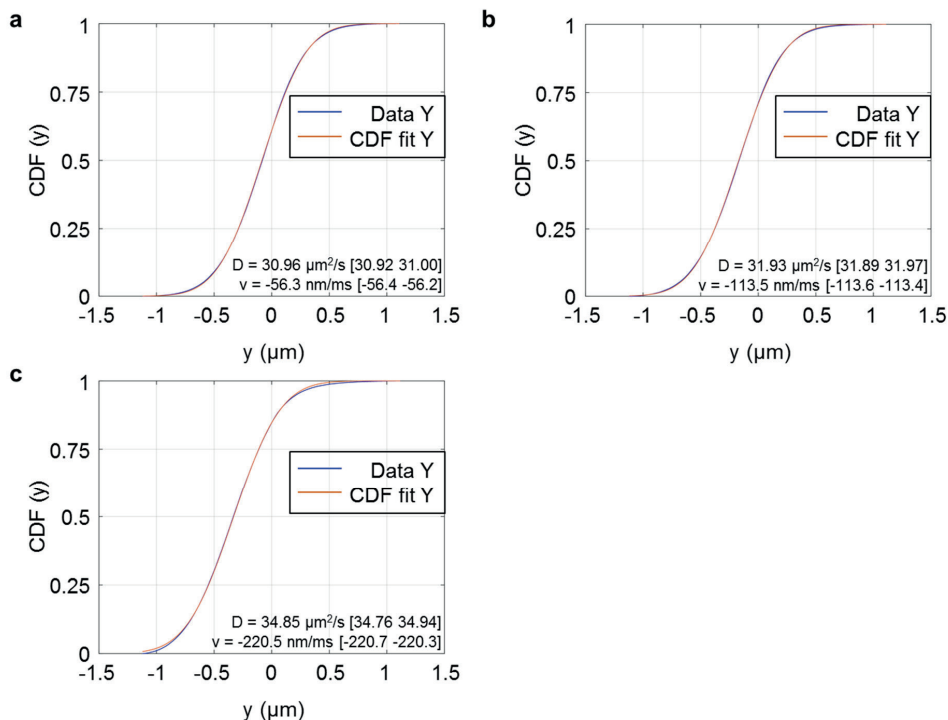 a
1
0.75
0.5
0.25
0
CDF (y)
Data Y
CDF fit Y
D = 30.96 µm²/s [30.92 31.00]
v = -56.3 nm/ms [-56.4 -56.2]
-1.5 -1 -0.5 0 0.5 1 1.5
y (µm)
b
1
0.75
0.5
0.25
0
CDF (y)
Data Y
CDF fit Y
D = 31.93 µm²/s [31.89 31.97]
v = -113.5 nm/ms [-113.6 -113.4]
-1.5 -1 -0.5 0 0.5 1 1.5
y (µm)
c
1
0.75
0.5
0.25
0
CDF (y)
Data Y
CDF fit Y
D = 34.85 µm²/s [34.76 34.94]
v = -220.5 nm/ms [-220.7 -220.3]
-1.5 -1 -0.5 0 0.5 1 1.5
y (µm)